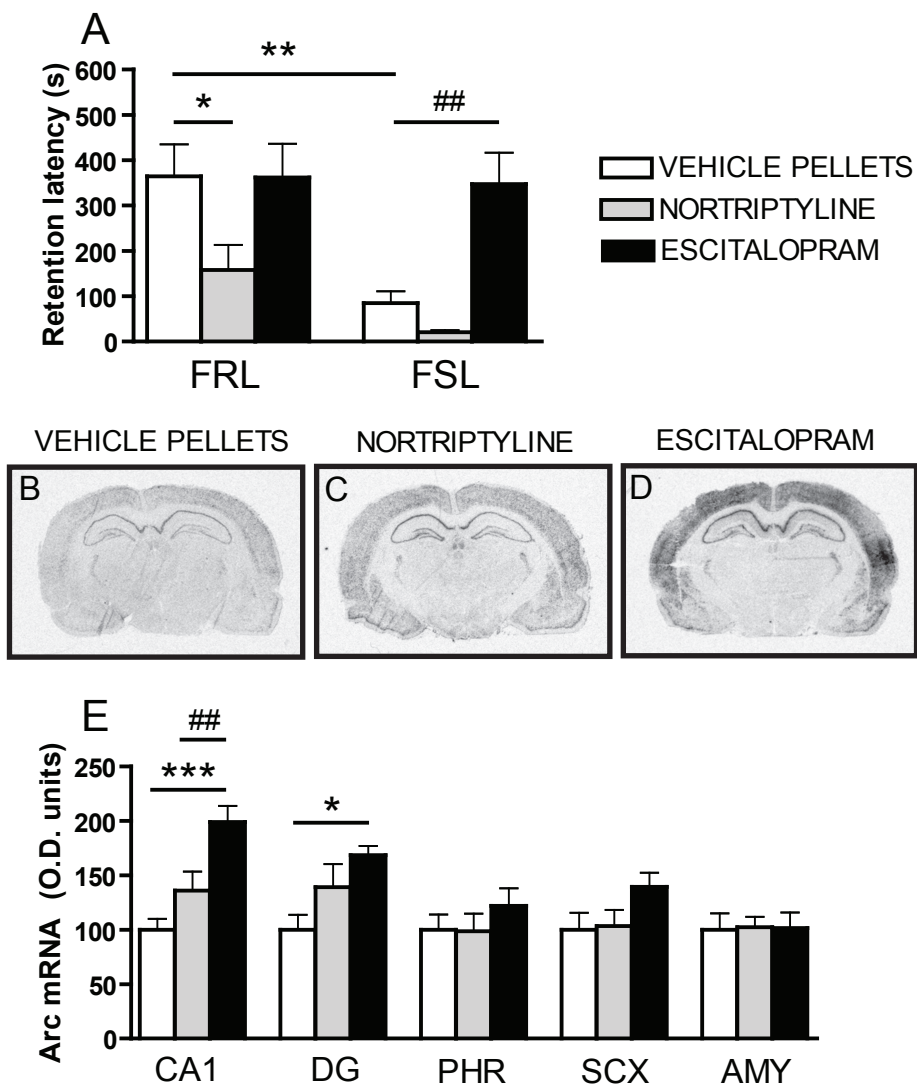 A
Retention latency (s)
600
500
400
300
200
100
0
**
*
##
FRL
FSL
VEHICLE PELLETS
NORTRIPTYLINE
ESCITALOPRAM
VEHICLE PELLETS
NORTRIPTYLINE
ESCITALOPRAM
B
C
D
E
Arc mRNA (O.D. units)
250
200
150
100
50
0
##
***
*
CA1
DG
PHR
SCX
AMY